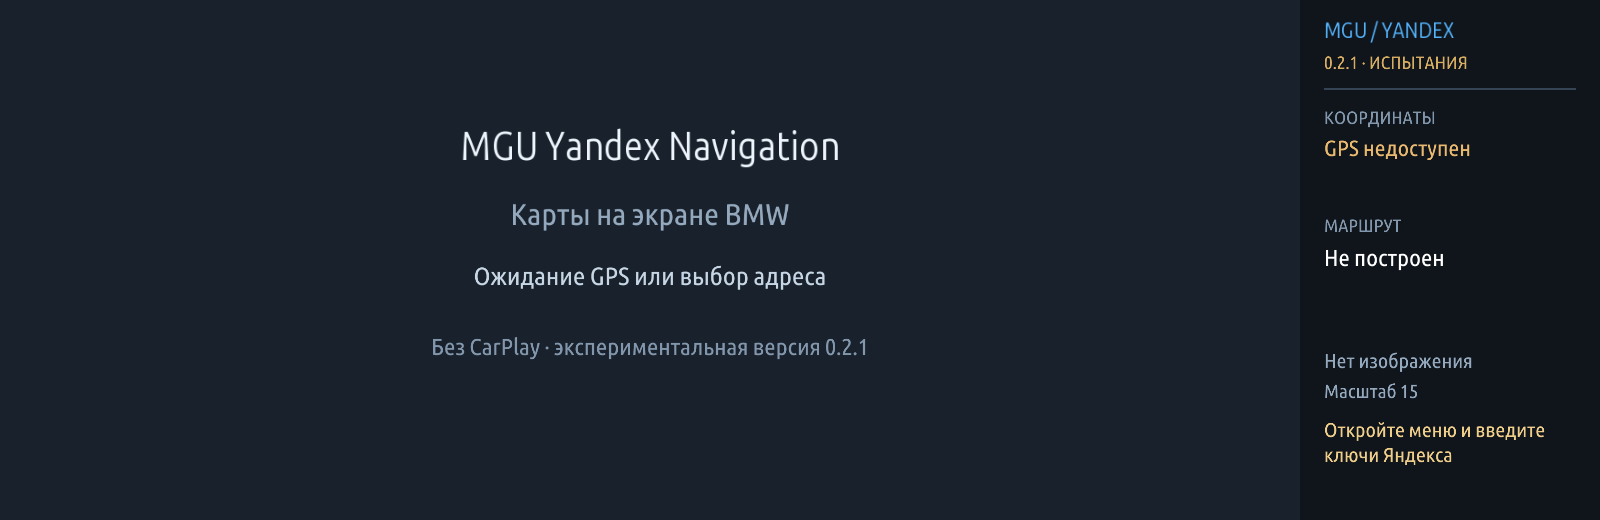 MGU Yandex Navigation
Карты на экране BMW
Ожидание GPS или выбор адреса
Без CarPlay · экспериментальная версия 0.2.1
MGU / YANDEX
0.2.1 · ИСПЫТАНИЯ
КООРДИНАТЫ
GPS недоступен
МАРШРУТ
Не построен
Нет изображения
Масштаб 15
Откройте меню и введите
ключи Яндекса